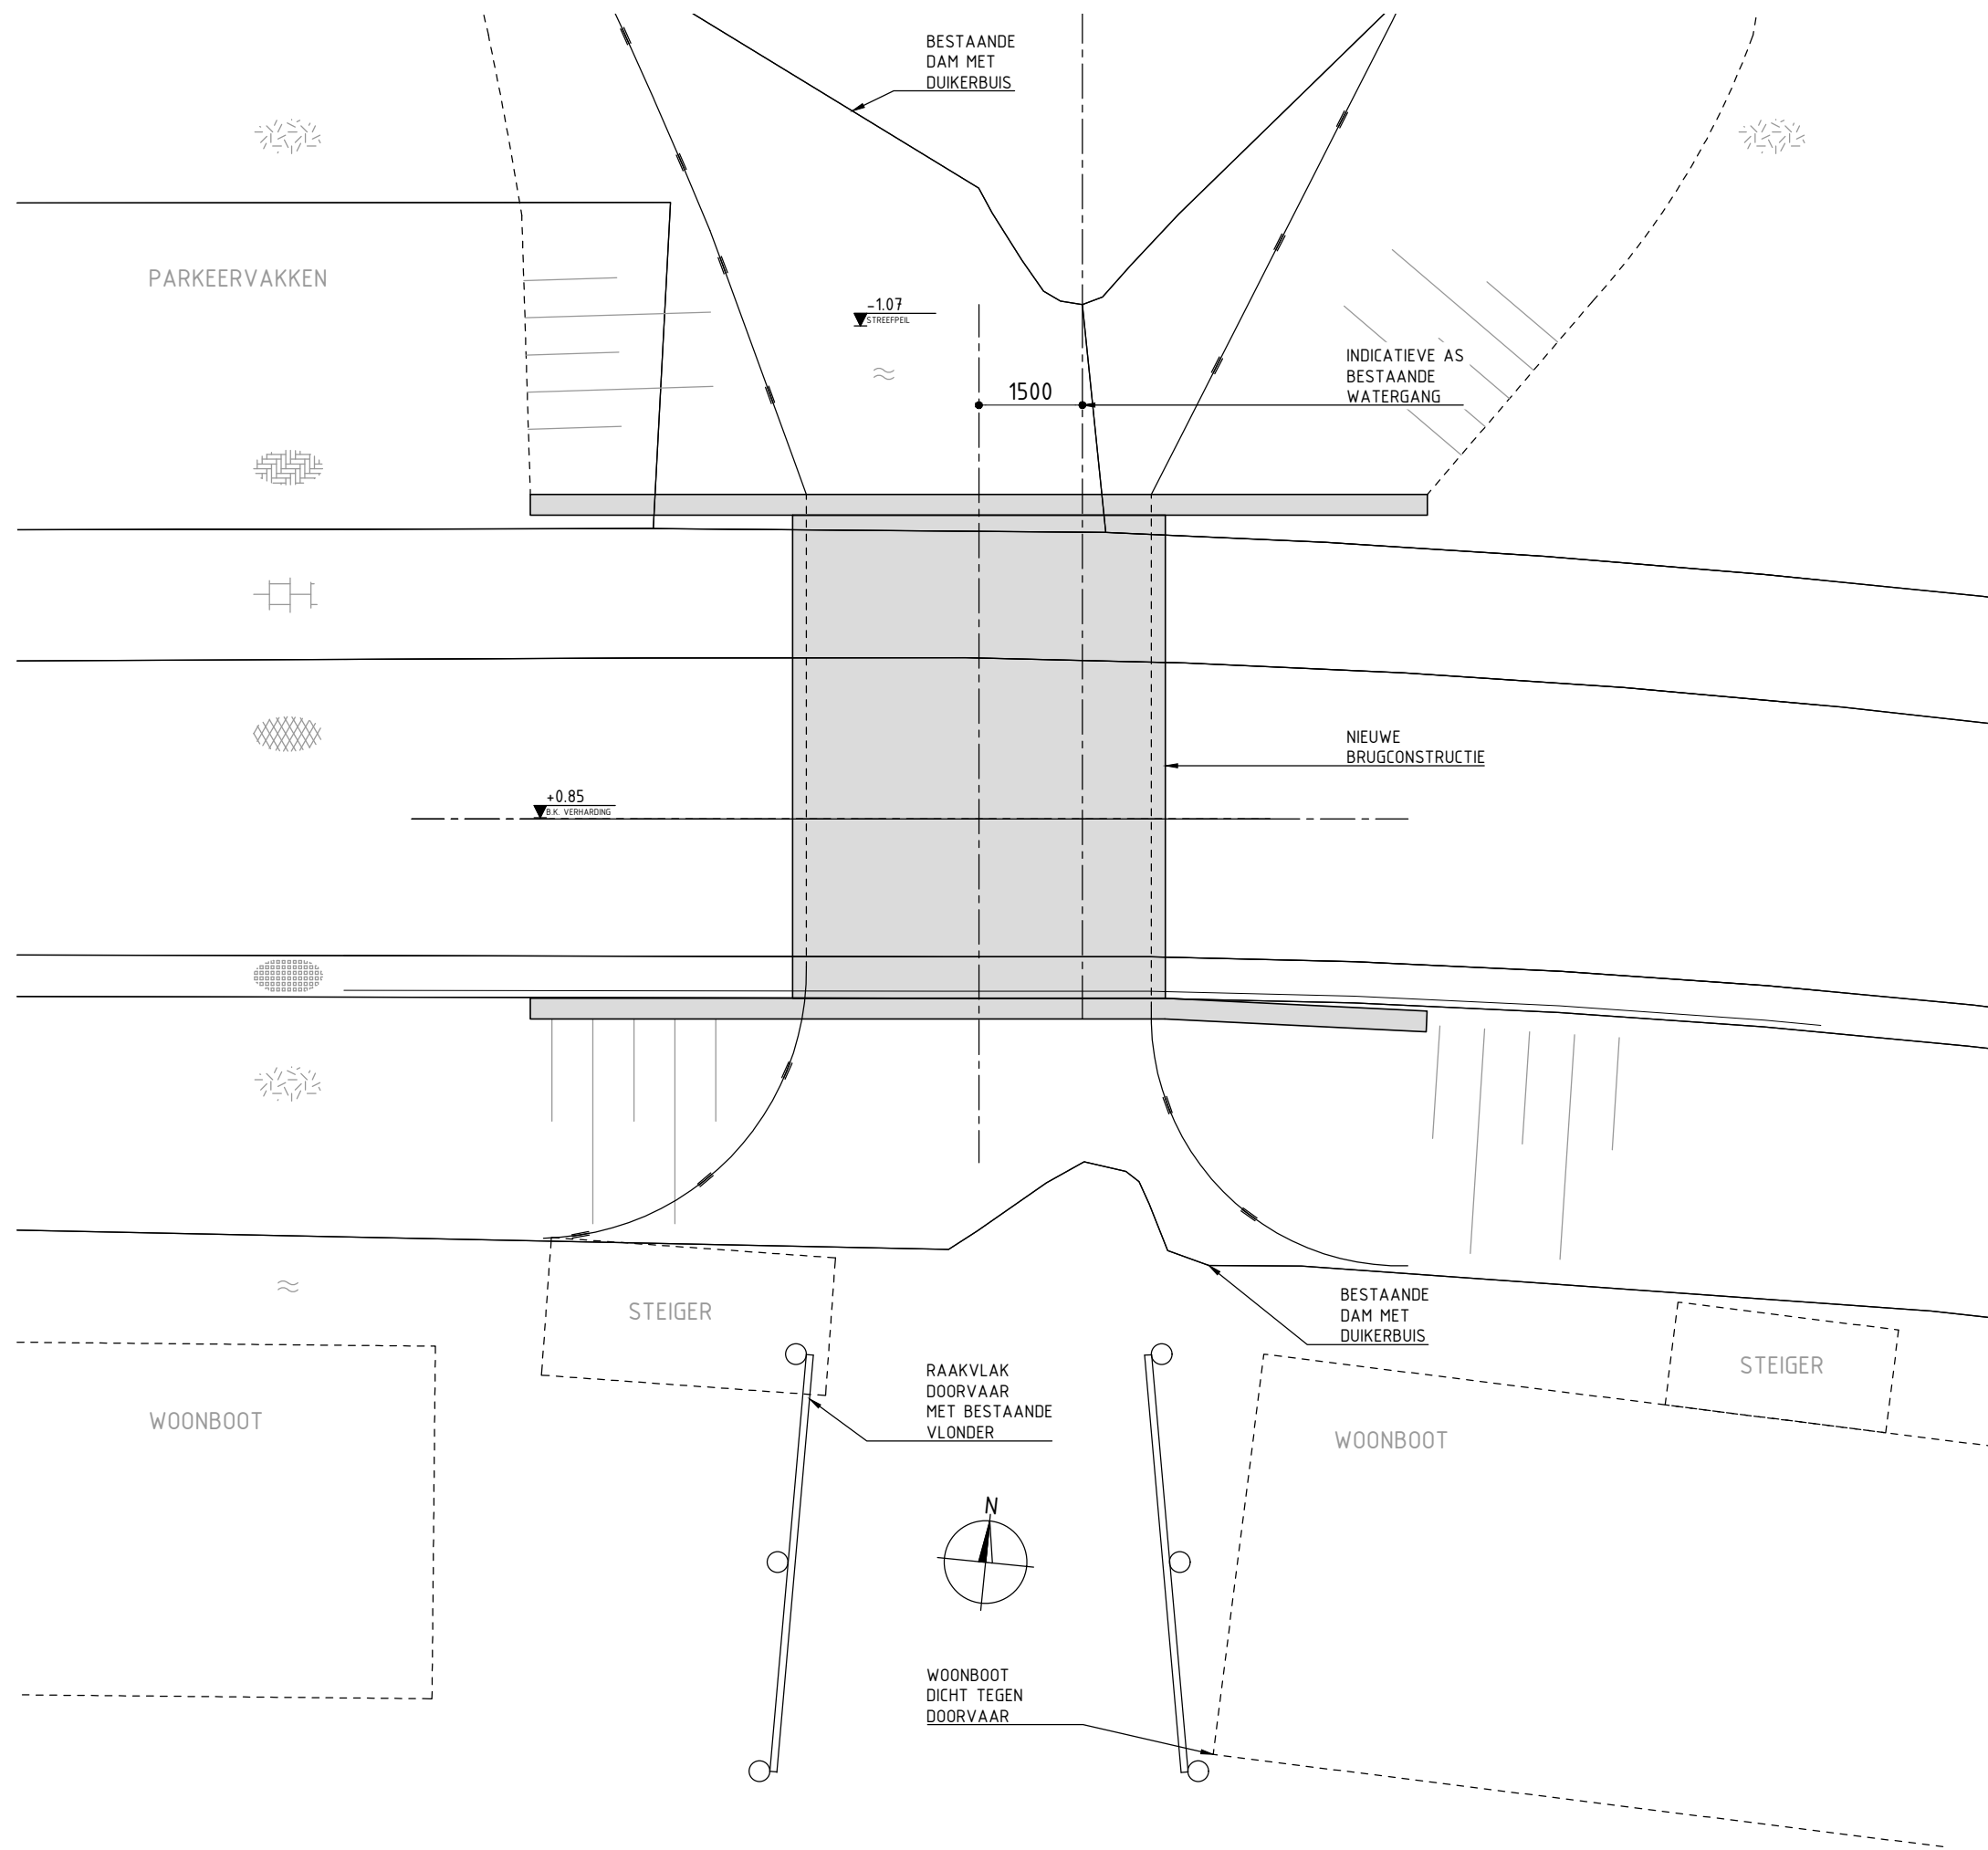 BESTAANDE
DAM MET
DUIKERBUIS
PARKEERVAKKEN
-1.07
STREEFPEIL
INDICATIEVE AS
BESTAANDE
WATERGANG
1500
NIEUWE
BRUGCONSTRUCTIE
+0.85
B.K. VERHARDING
STEIGER
BESTAANDE
DAM MET
DUIKERBUIS
STEIGER
RAAKVLAK
DOORVAAR
MET BESTAANDE
VLONDER
WOONBOOT
WOONBOOT
N
WOONBOOT
DICHT TEGEN
DOORVAAR